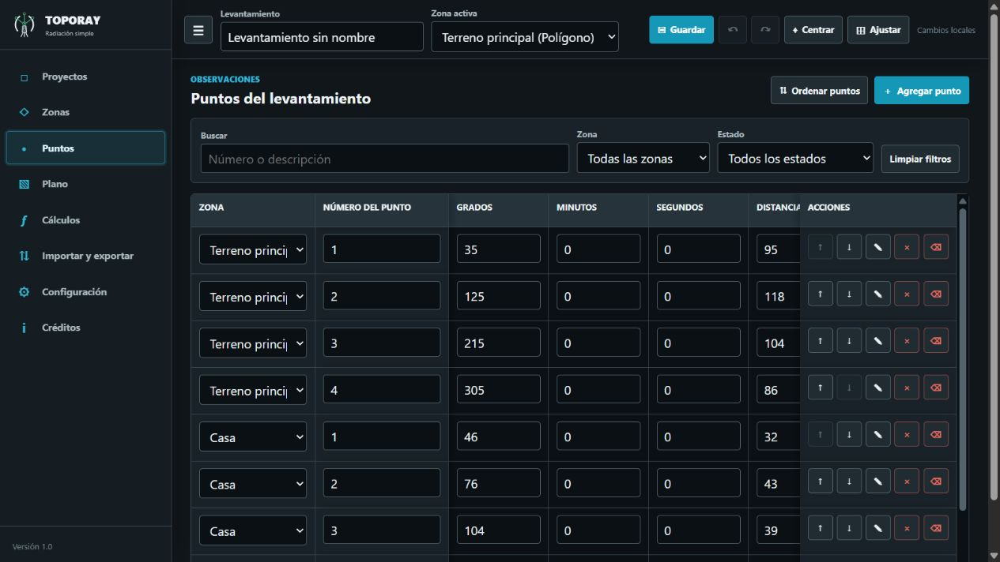 TOPORAY
Radiación simple
Proyectos
Zonas
Puntos
Plano
Cálculos
Importar y exportar
Configuración
Créditos
Versión 1.0
Levantamiento
Levantamiento sin nombre
Zona activa
Terreno principal (Polígono)
Guardar
Centrar
Ajustar
Cambios locales
OBSERVACIONES
Puntos del levantamiento
Ordenar puntos
+ Agregar punto
Buscar
Número o descripción
Zona
Todas las zonas
Estado
Todos los estados
Limpiar filtros
ZONA NÚMERO DEL PUNTO GRADOS MINUTOS SEGUNDOS DISTANCIA ACCIONES
Terreno princip 1 35 0 0 95
Terreno princip 2 125 0 0 118
Terreno princip 3 215 0 0 104
Terreno princip 4 305 0 0 86
Casa 1 46 0 0 32
Casa 2 76 0 0 43
Casa 3 104 0 0 39